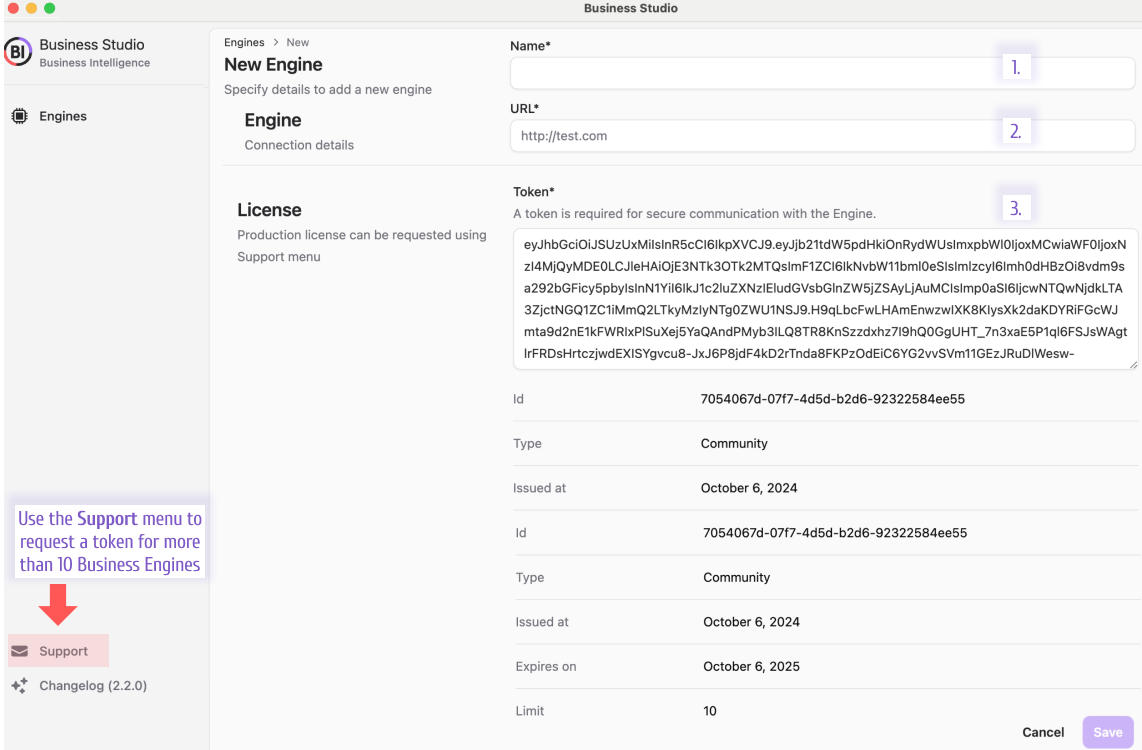 Business Studio
BI
Business Studio
Business Intelligence
Engines
Engines > New
New Engine
Specify details to add a new engine
Engine
Connection details
Name*
1.
URL*
http://test.com
2.
License
Production license can be requested using
Support menu
Token*
A token is required for secure communication with the Engine.
3.
Id 7054067d-07f7-4d5d-b2d6-92322584ee55
Type Community
Issued at October 6, 2024
Id 7054067d-07f7-4d5d-b2d6-92322584ee55
Type Community
Issued at October 6, 2024
Expires on October 6, 2025
Limit 10
Use the Support menu to
request a token for more
than 10 Business Engines
Support
Changelog (2.2.0)
Cancel
Save